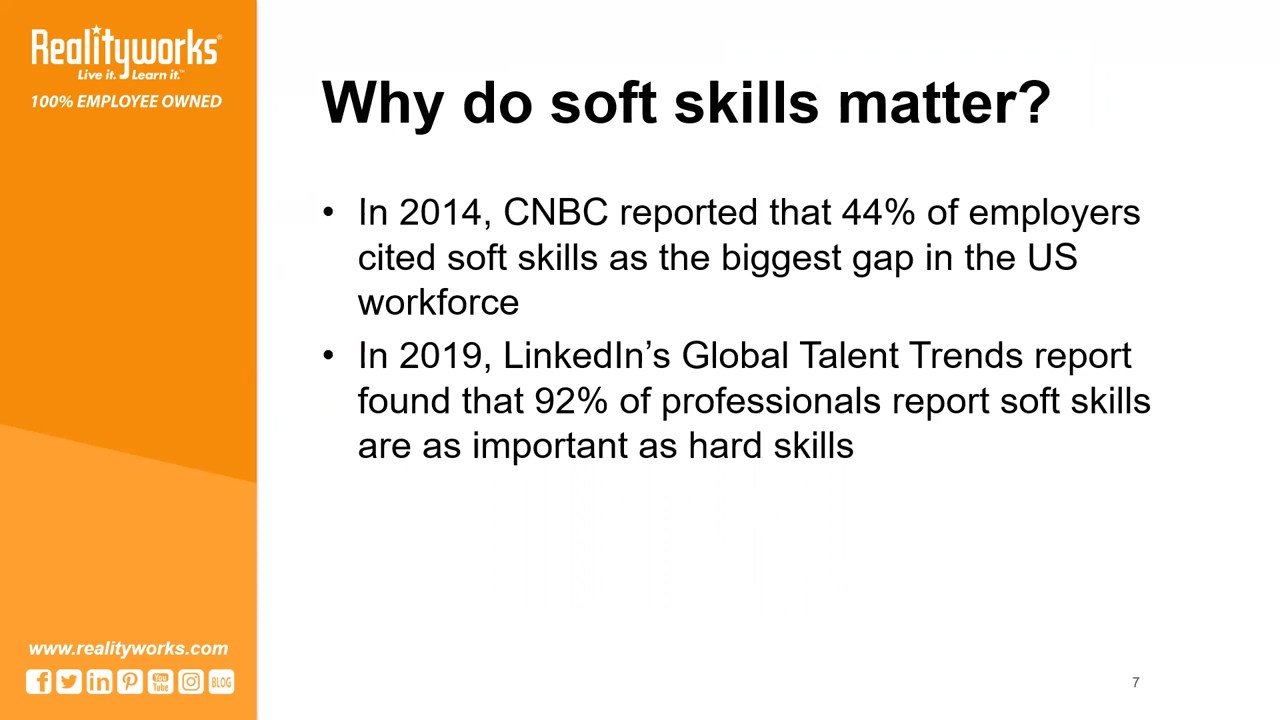 Realityworks®
Live it. Learn it.™
100% EMPLOYEE OWNED
Why do soft skills matter?
• In 2014, CNBC reported that 44% of employers
cited soft skills as the biggest gap in the US
workforce
• In 2019, LinkedIn’s Global Talent Trends report
found that 92% of professionals report soft skills
are as important as hard skills
www.realityworks.com
You
Tube
BLOG
7